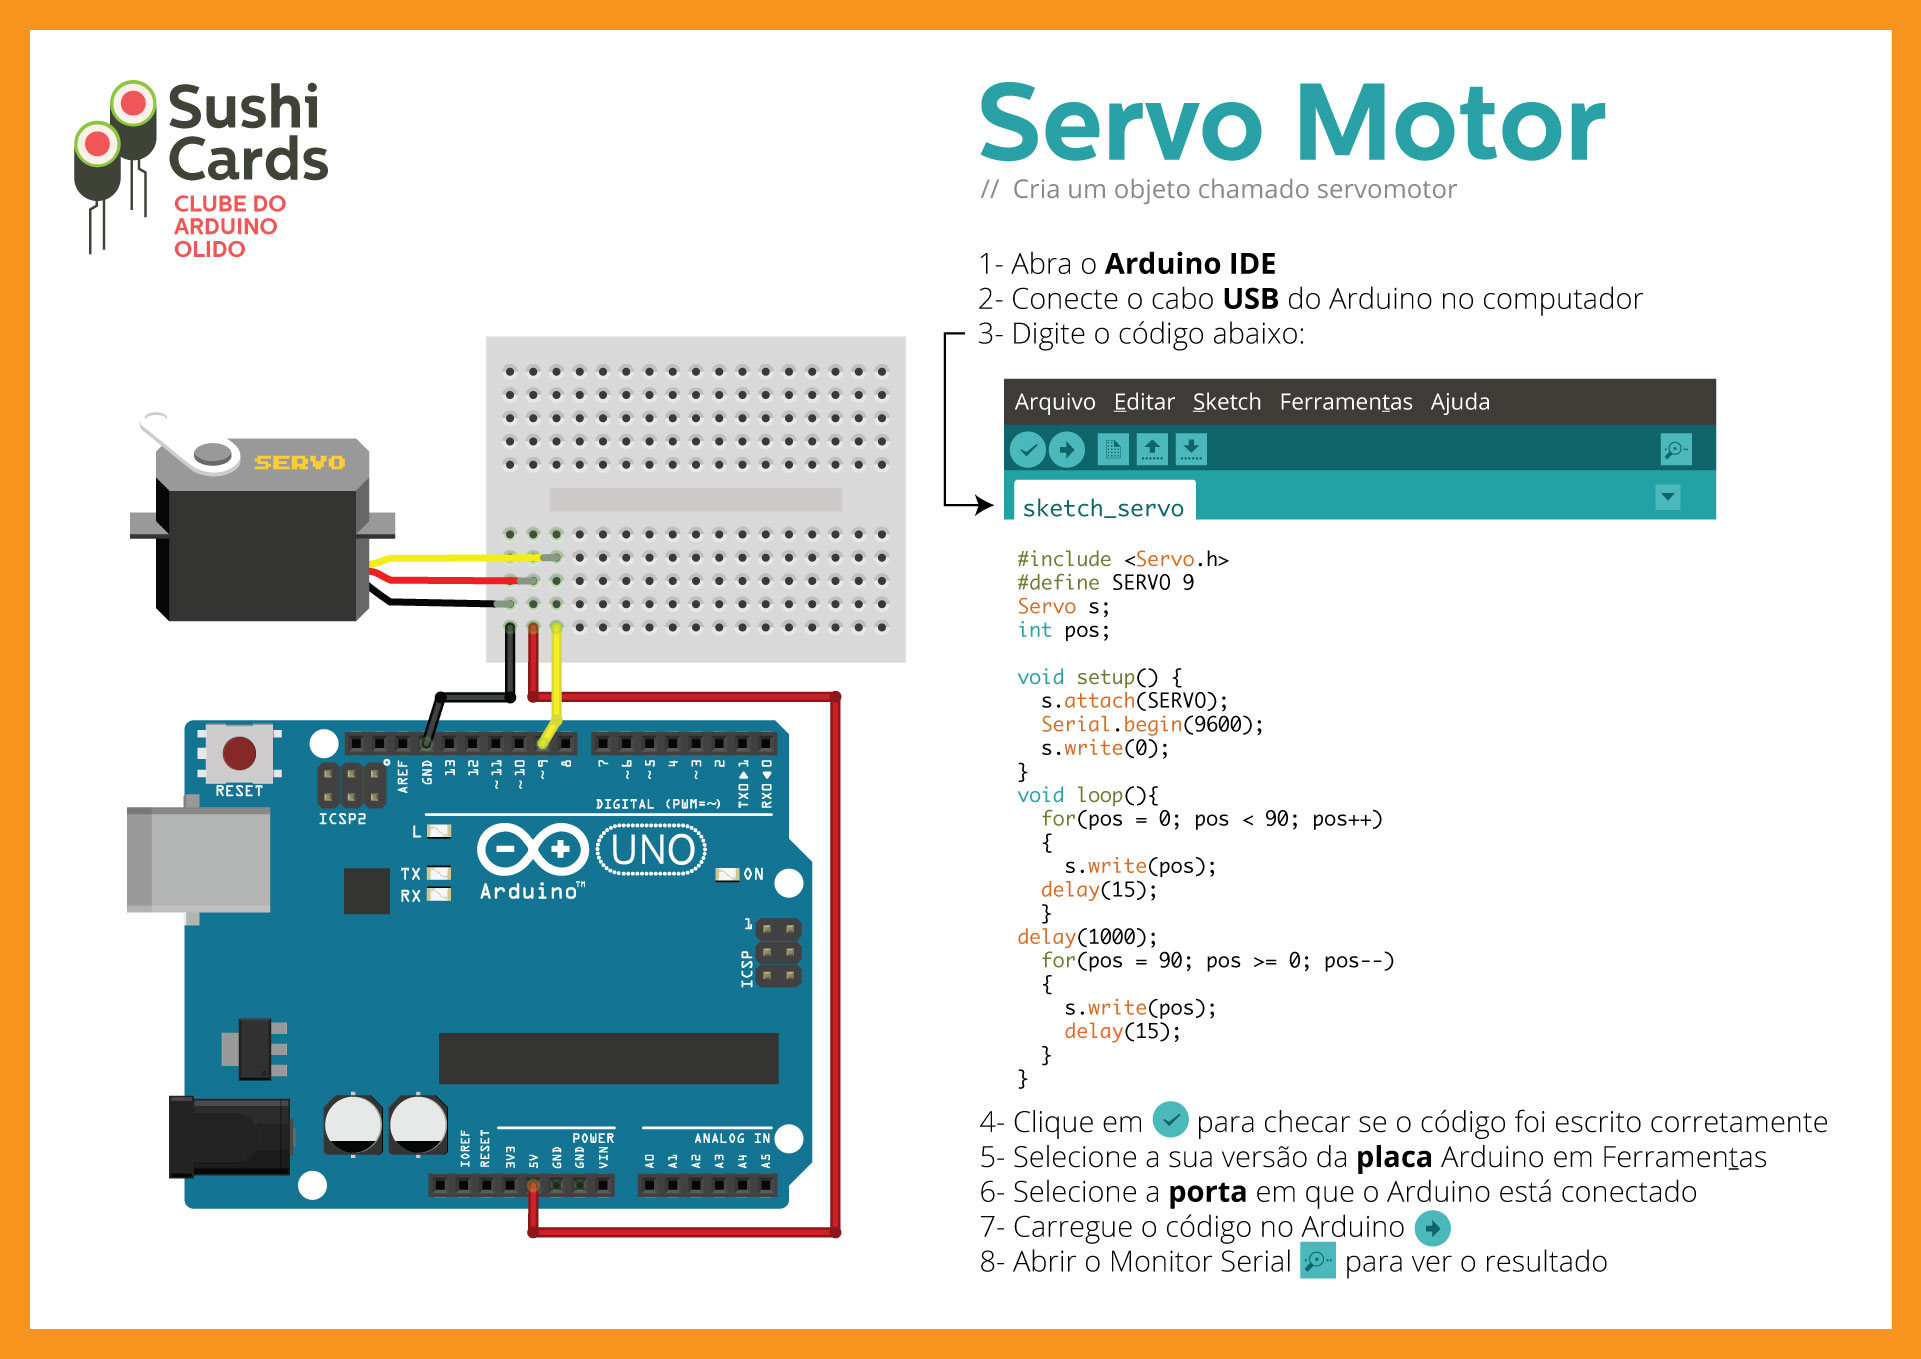 Sushi
Cards
CLUBE DO
ARDUINO
OLIDO
Servo Motor
// Cria um objeto chamado servomotor
1- Abra o Arduino IDE
2- Conecte o cabo USB do Arduino no computador
3- Digite o código abaixo:
Arquivo Editar Sketch Ferramentas Ajuda
sketch_servo
#include <Servo.h>
#define SERVO 9
Servo s;
int pos;
void setup() {
s.attach(SERVO);
Serial.begin(9600);
s.write(0);
}
void loop(){
for(pos = 0; pos < 90; pos++)
{
s.write(pos);
delay(15);
}
delay(1000);
for(pos = 90; pos >= 0; pos--)
{
s.write(pos);
delay(15);
}
}
4- Clique em para checar se o código foi escrito corretamente
5- Selecione a sua versão da placa Arduino em Ferramentas
6- Selecione a porta em que o Arduino está conectado
7- Carregue o código no Arduino
8- Abrir o Monitor Serial para ver o resultado
SERVO
RESET
ICSP2
AREF
GND
13
12
~11
~10
~9
8
7
~6
~5
4
~3
2
TX0 ▶ 1
RX0 ◀ 0
DIGITAL (PWM=~)
L
TX
RX
Arduino™
UNO
ON
1
ICSP
IOREF
RESET
3V3
5V
GND
GND
VIN
POWER
ANALOG IN
A0
A1
A2
A3
A4
A5